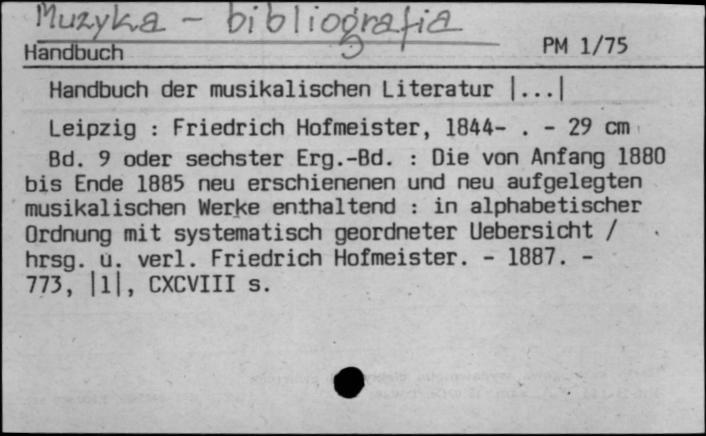 Muzyka - bibliografia
Handbuch PM 1/75
Handbuch der musikalischen Literatur |...|
Leipzig : Friedrich Hofmeister, 1844- . - 29 cm
Bd. 9 oder sechster Erg.-Bd. : Die von Anfang 1880
bis Ende 1885 neu erschienenen und neu aufgelegten
musikalischen Werke enthaltend : in alphabetischer
Ordnung mit systematisch geordneter Uebersicht /
hrsg. u. verl. Friedrich Hofmeister. - 1887. -
773, |1|, CXCVIII s.